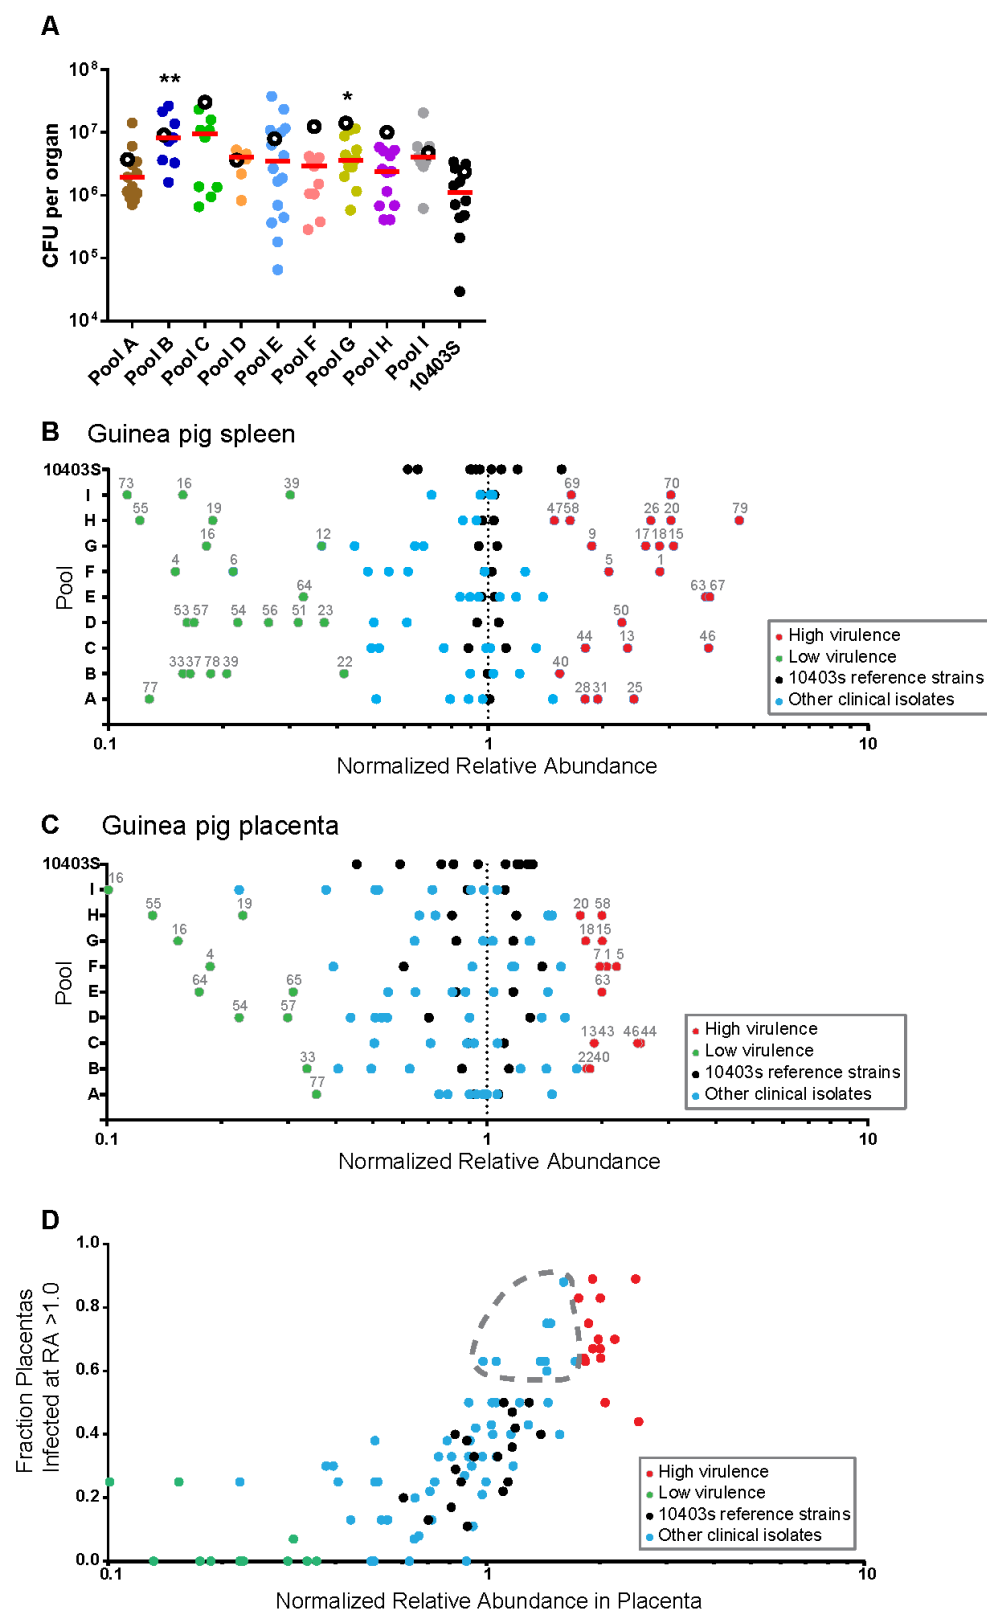 A
10⁸
**
*
10⁷
10⁶
10⁵
10⁴
CFU per organ
Pool A
Pool B
Pool C
Pool D
Pool E
Pool F
Pool G
Pool H
Pool I
10403S
B Guinea pig spleen
10403S
73 16 39 69 70
I
55 19 47 58 26 20 79
H
16 12 9 17 18 15
G
4 6 5 1
F
64 63 67
E
53 57 54 56 51 23 50
D
44 13 46
C
33 37 78 39 22 40
B
77 28 31 25
A
Pool
High virulence
Low virulence
10403s reference strains
Other clinical isolates
0.1 1 10
Normalized Relative Abundance
C Guinea pig placenta
10403S
16
I
55 19 20 58
H
16 18 15
G
4 7 1 5
F
64 65 63
E
54 57
D
13 43 46 44
C
33 22 40
B
77
A
Pool
High virulence
Low virulence
10403s reference strains
Other clinical isolates
0.1 1 10
Normalized Relative Abundance
D
1.0
0.8
0.6
0.4
0.2
0.0
Fraction Placentas
Infected at RA >1.0
High virulence
Low virulence
10403s reference strains
Other clinical isolates
0.1 1 10
Normalized Relative Abundance in Placenta